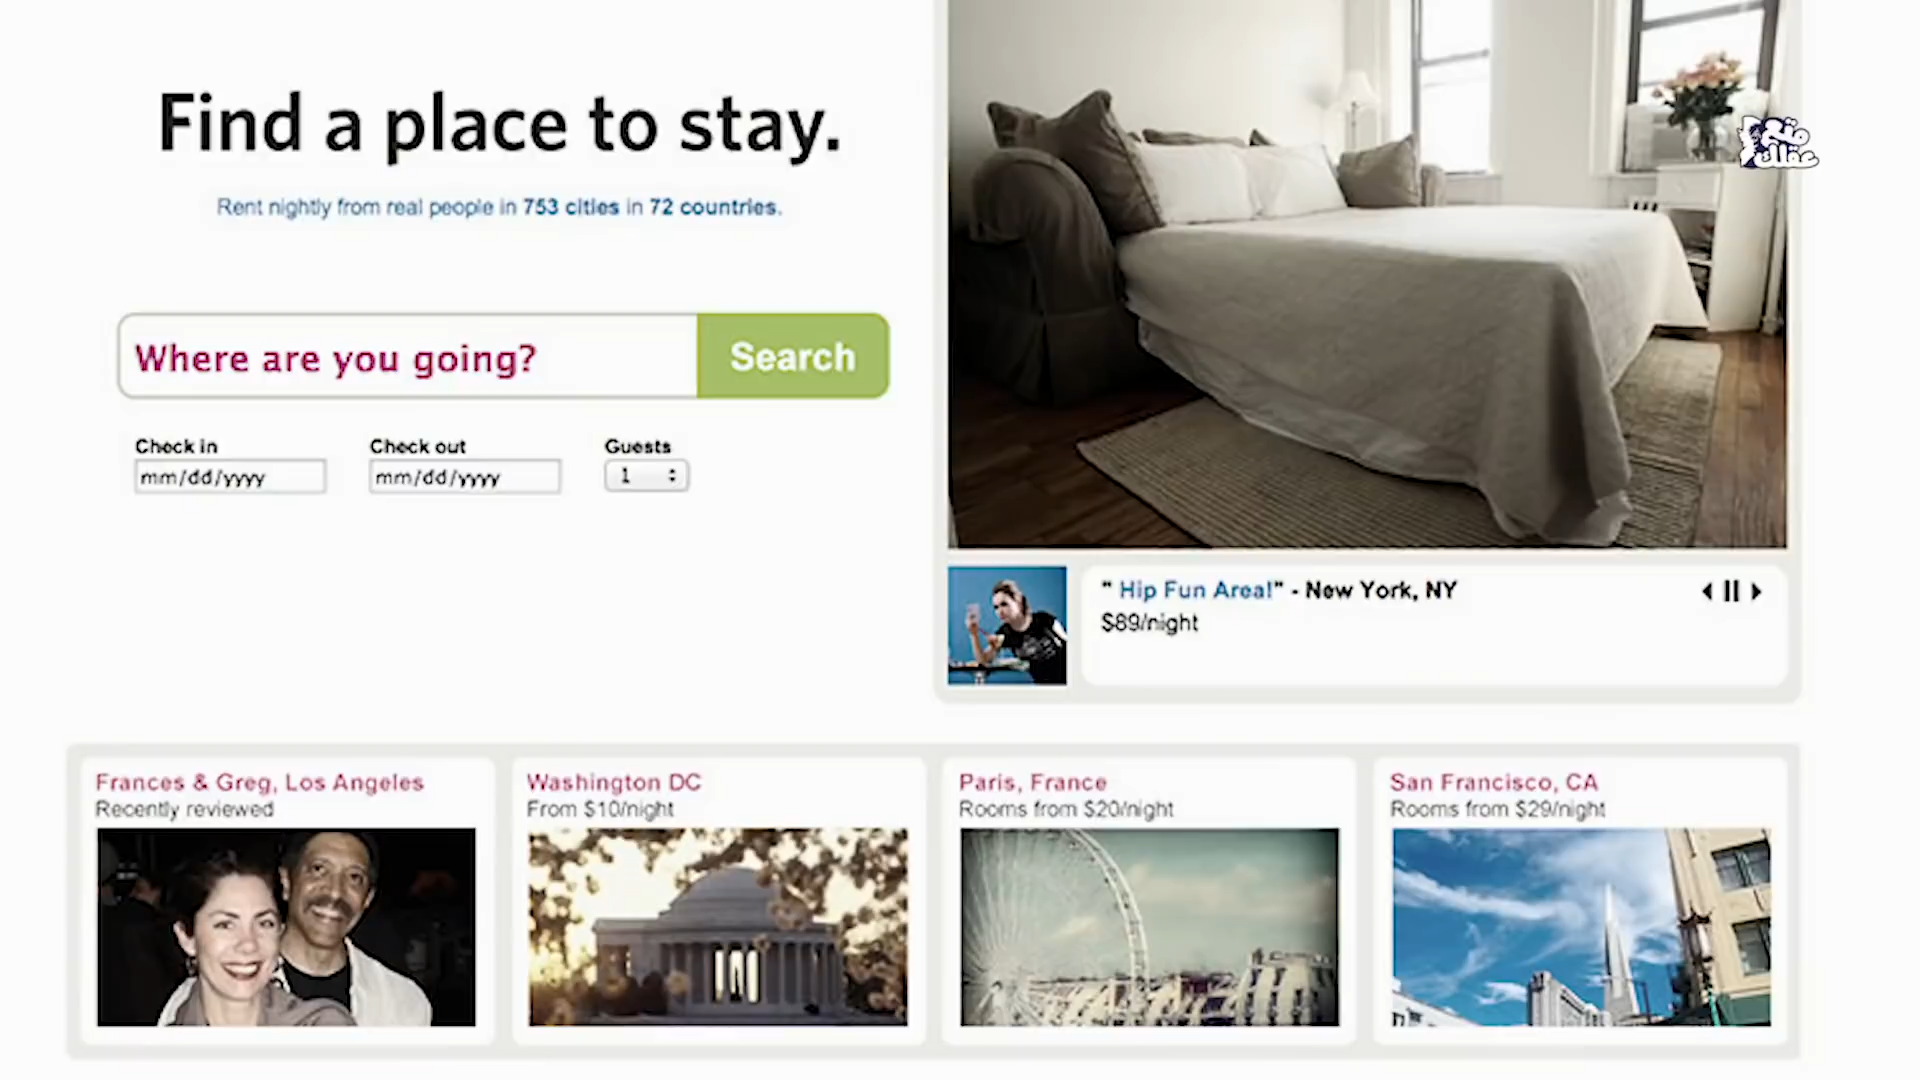 Find a place to stay.
Rent nightly from real people in 753 cities in 72 countries.
Where are you going?
Search
Check in
Check out
Guests
mm/dd/yyyy
mm/dd/yyyy
1
" Hip Fun Area!" - New York, NY
$89/night
Frances & Greg, Los Angeles
Recently reviewed
Washington DC
From $10/night
Paris, France
Rooms from $20/night
San Francisco, CA
Rooms from $29/night
متع
عقلك